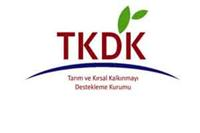 TKDK
Tarım ve Kırsal Kalkınmayı
Destekleme Kurumu